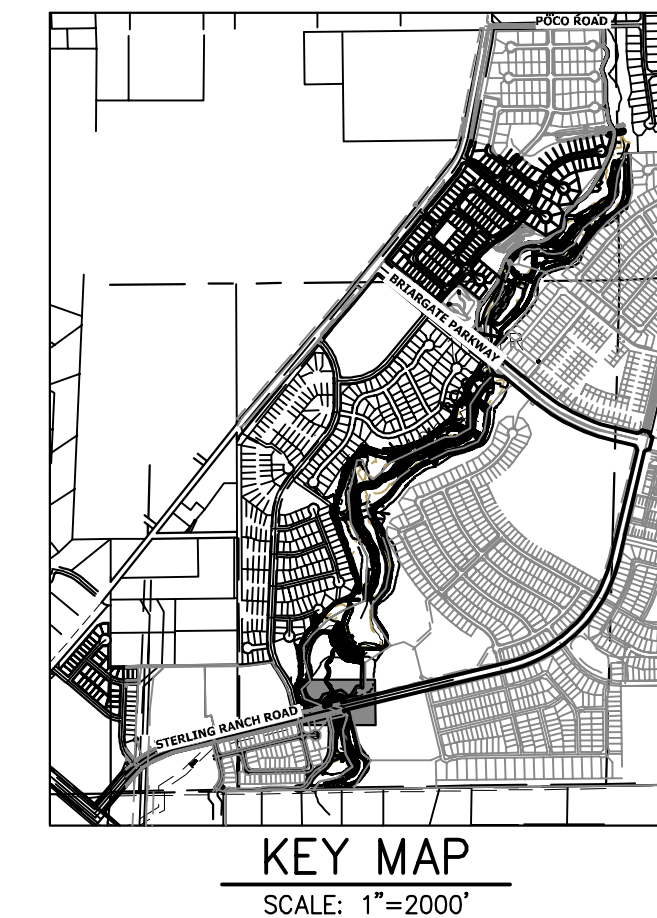 POCO ROAD
BRIARGATE PARKWAY
STERLING RANCH ROAD
KEY MAP
SCALE: 1"=2000'